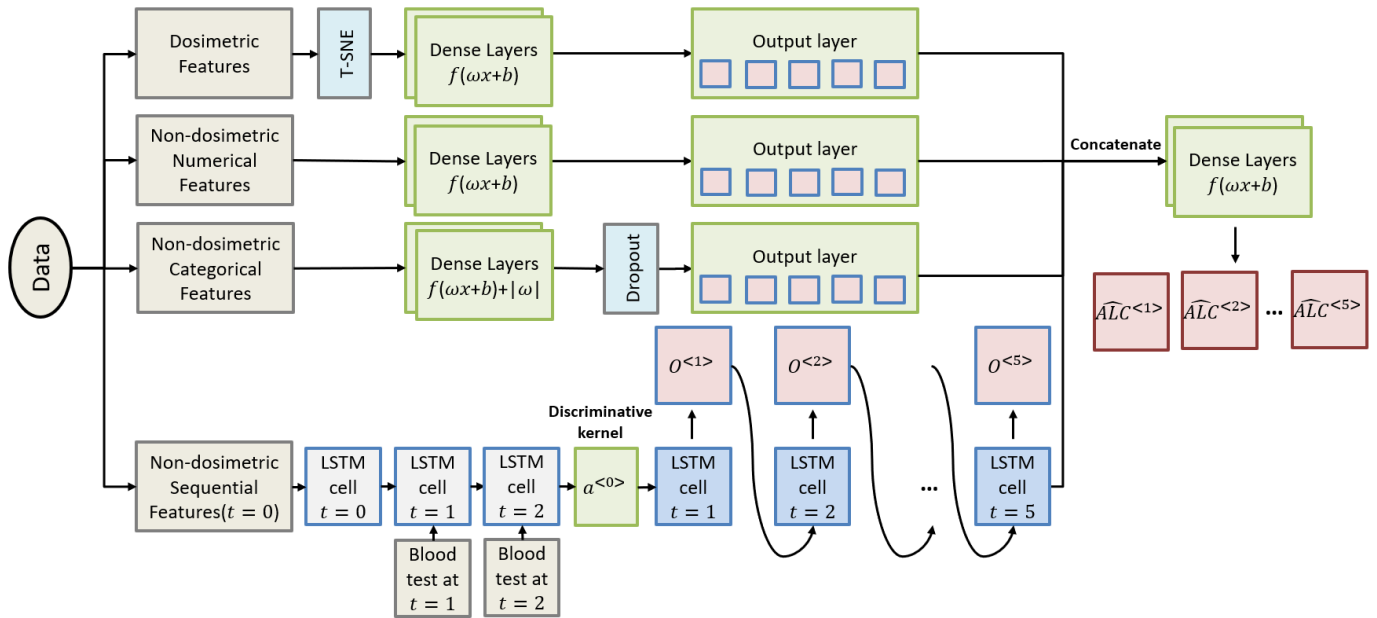 Data
Dosimetric
Features
T-SNE
Dense Layers
f(ωx+b)
Output layer
Non-dosimetric
Numerical
Features
Dense Layers
f(ωx+b)
Output layer
Non-dosimetric
Categorical
Features
Dense Layers
f(ωx+b)+|ω|
Dropout
Output layer
Concatenate
Dense Layers
f(ωx+b)
\widehat{ALC}^{<1>}
\widehat{ALC}^{<2>}
...
\widehat{ALC}^{<5>}
O^{<1>}
O^{<2>}
O^{<5>}
Non-dosimetric
Sequential
Features(t = 0)
LSTM
cell
t = 0
LSTM
cell
t = 1
LSTM
cell
t = 2
Discriminative
kernel
a^{<0>}
LSTM
cell
t = 1
LSTM
cell
t = 2
...
LSTM
cell
t = 5
Blood
test at
t = 1
Blood
test at
t = 2